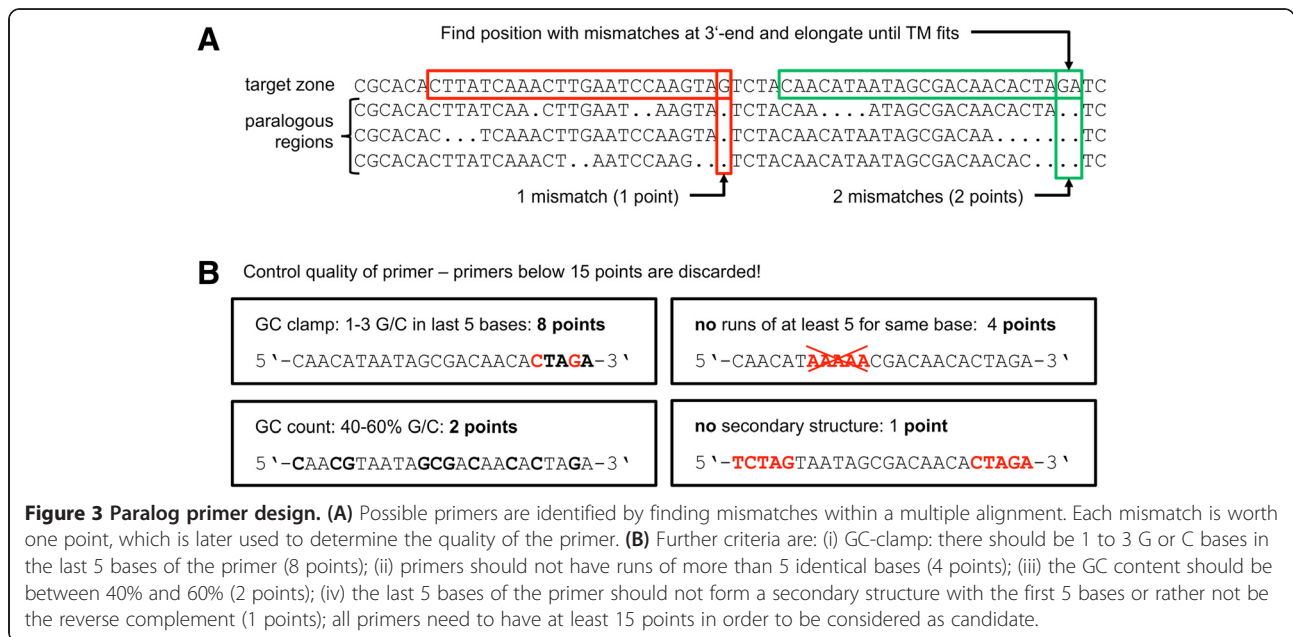 A
Find position with mismatches at 3'-end and elongate until TM fits
target zone CGCACACTTATCAAACTTGAATCCAAGTAGTCTACAACATAATAGCGACAACACTAGATC
paralogous regions
CGCACACTTATCAA.CTTGAAT..AAGTA.TCTACAA....ATAGCGACAACACTA..TC
CGCACAC...TCAAACTTGAATCCAAGTA.TCTACAACATAATAGCGACAA.......TC
CGCACACTTATCAAACT..AATCCAAG...TCTACAACATAATAGCGACAACAC....TC
1 mismatch (1 point)
2 mismatches (2 points)
B
Control quality of primer – primers below 15 points are discarded!
GC clamp: 1-3 G/C in last 5 bases: 8 points
5'-CAACATAATAGCGACAACACTAGA-3'
no runs of at least 5 for same base: 4 points
5'-CAACATAAAAACGACAACACTAGA-3'
GC count: 40-60% G/C: 2 points
5'-CAACGTAATAGCGACAACACTAGA-3'
no secondary structure: 1 point
5'-TCTAGTAATAGCGACAACACTAGA-3'
Figure 3 Paralog primer design. (A) Possible primers are identified by finding mismatches within a multiple alignment. Each mismatch is worth
one point, which is later used to determine the quality of the primer. (B) Further criteria are: (i) GC-clamp: there should be 1 to 3 G or C bases in
the last 5 bases of the primer (8 points); (ii) primers should not have runs of more than 5 identical bases (4 points); (iii) the GC content should be
between 40% and 60% (2 points); (iv) the last 5 bases of the primer should not form a secondary structure with the first 5 bases or rather not be
the reverse complement (1 points); all primers need to have at least 15 points in order to be considered as candidate.